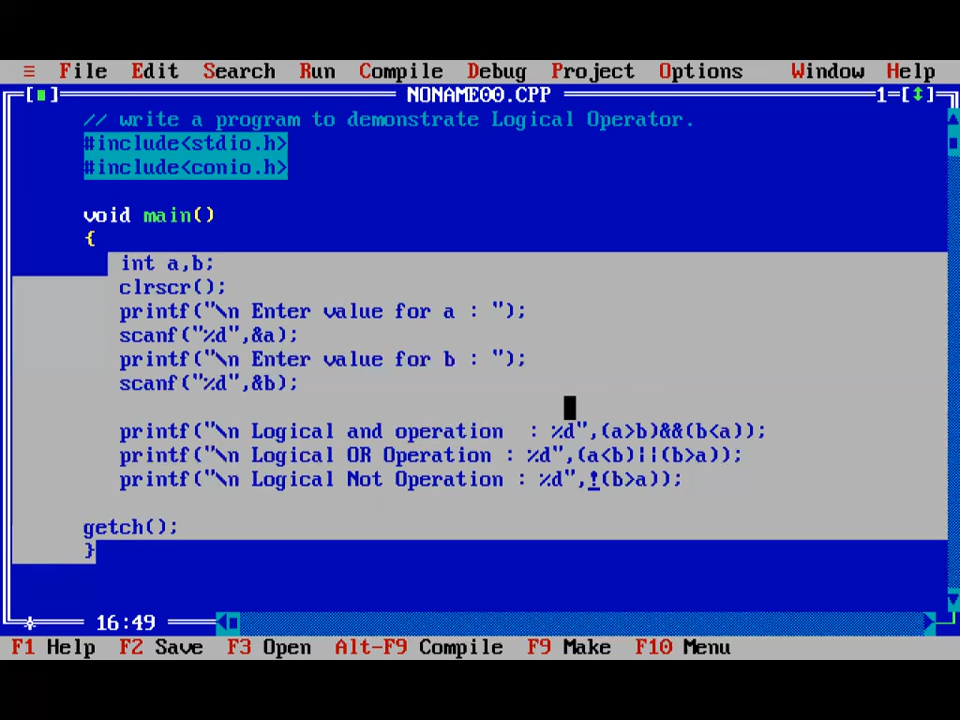 ≡ File Edit Search Run Compile Debug Project Options Window Help
[■] NONAME00.CPP 1=[↕]
// write a program to demonstrate Logical Operator.
#include<stdio.h>
#include<conio.h>
void main()
{
int a,b;
clrscr();
printf("\n Enter value for a : ");
scanf("%d",&a);
printf("\n Enter value for b : ");
scanf("%d",&b);
printf("\n Logical and operation  : %d",(a>b)&&(b<a));
printf("\n Logical OR Operation : %d",(a<b)||(b>a));
printf("\n Logical Not Operation : %d",!(b>a));
getch();
}
16:49
F1 Help F2 Save F3 Open Alt-F9 Compile F9 Make F10 Menu